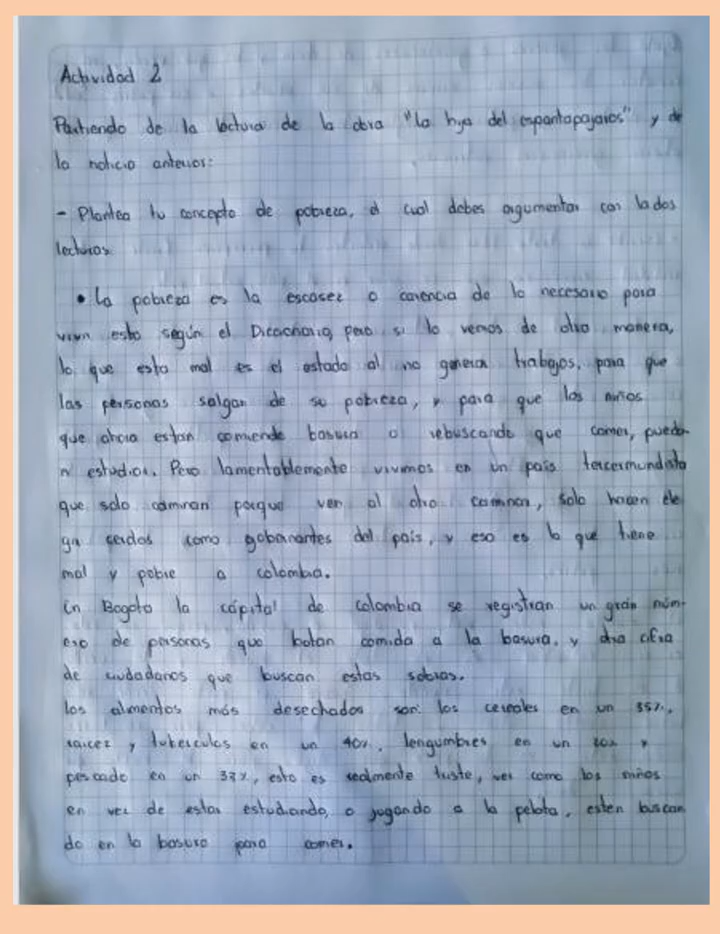 Actividad 2
Partiendo de la lectura de la obra "La hija del espantapajaros" y de
la noticia anterior:
- Plantea tu concepto de pobreza, el cual debes argumentar con la dos
lecturas.
• La pobreza es la escasez o carencia de lo necesario para
vivir esto según el Diccionario, pero si lo vemos de otra manera,
lo que esta mal es el estado al no generar trabajos, para que
las personas salgan de su pobreza, y para que los niños
que ahora estan comiendo basura o rebuscando que comer, pueda-
n estudiar. Pero lamentablemente vivimos en un país tercermundista
que solo caminan porque ven al otro caminar, solo hacen ele
gir cerdos como gobernantes del país, y eso es lo que tiene
mal y pobre a colombia.
En Bogota la cápital de colombia se registran un gran núm-
ero de personas que botan comida a la basura, y otra cifra
de ciudadanos que buscan estas sobras.
los alimentos más desechados son: los cereales en un 35%,
raicez y tuberculos en un 40%, lengumbres en un 20% y
pescado en un 33%, esto es realmente triste, ver como los niños
en vez de estar estudiando, o jugando a la pelota, esten buscan
do en la basura para comer.